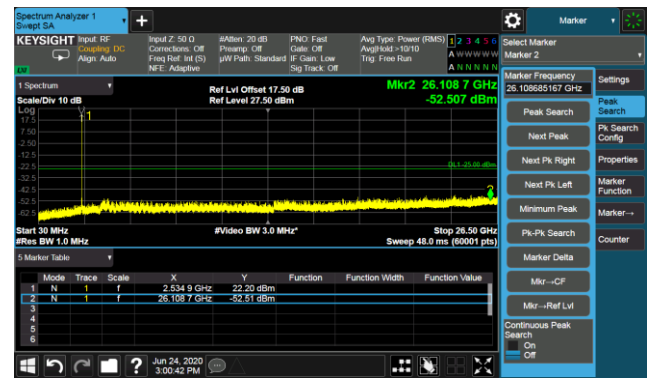 Spectrum Analyzer 1
Swept SA
+
Marker
KEYSIGHT
Input: RF
Coupling: DC
Align: Auto
Input Z: 50 Ω
Corrections: Off
Freq Ref: Int (S)
NFE: Adaptive
#Atten: 20 dB
Preamp: Off
µW Path: Standard
PNO: Fast
Gate: Off
IF Gain: Low
Sig Track: Off
Avg Type: Power (RMS)
Avg|Hold:>10/10
Trig: Free Run
1 2 3 4 5 6
A W W W W W
A N N N N N
LXI
Select Marker
Marker 2
1 Spectrum
Scale/Div 10 dB
Log
Ref Lvl Offset 17.50 dB
Ref Level 27.50 dBm
Mkr2 26.108 7 GHz
-52.507 dBm
17.5
7.50
-2.50
-12.5
-22.5
-32.5
-42.5
-52.5
-62.5
1
DL1 -25.00 dBm
2
Start 30 MHz
#Res BW 1.0 MHz
#Video BW 3.0 MHz*
Stop 26.50 GHz
Sweep 48.0 ms (60001 pts)
5 Marker Table
Mode Trace Scale X Y Function Function Width Function Value
1 N 1 f 2.534 9 GHz 22.20 dBm
2 N 1 f 26.108 7 GHz -52.51 dBm
3
4
5
6
Marker Frequency
26.108685167 GHz
Peak Search
Next Peak
Next Pk Right
Next Pk Left
Minimum Peak
Pk-Pk Search
Marker Delta
Mkr→CF
Mkr→Ref Lvl
Continuous Peak
Search
On
Off
Settings
Peak
Search
Pk Search
Config
Properties
Marker
Function
Marker→
Counter
?
Jun 24, 2020
3:00:42 PM